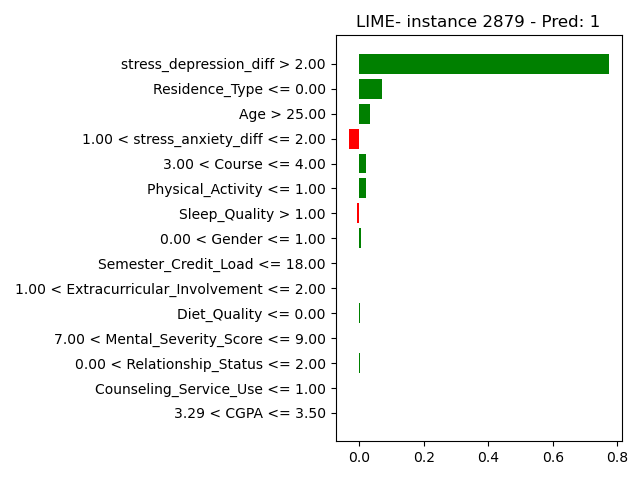 LIME- instance 2879 - Pred: 1
stress_depression_diff > 2.00
Residence_Type <= 0.00
Age > 25.00
1.00 < stress_anxiety_diff <= 2.00
3.00 < Course <= 4.00
Physical_Activity <= 1.00
Sleep_Quality > 1.00
0.00 < Gender <= 1.00
Semester_Credit_Load <= 18.00
1.00 < Extracurricular_Involvement <= 2.00
Diet_Quality <= 0.00
7.00 < Mental_Severity_Score <= 9.00
0.00 < Relationship_Status <= 2.00
Counseling_Service_Use <= 1.00
3.29 < CGPA <= 3.50
0.0 0.2 0.4 0.6 0.8